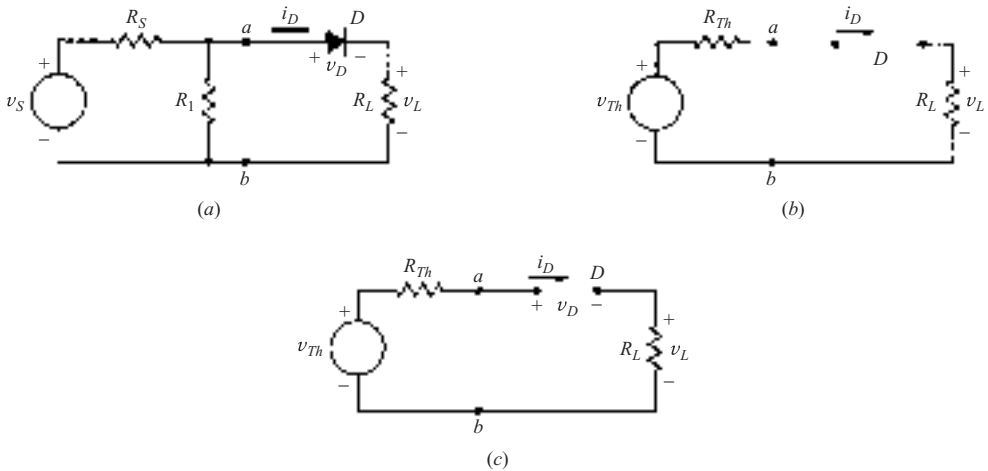 R_S a i_D D
+ + v_D − +
v_S R_1 R_L v_L
− −
b
(a)
R_Th a i_D
D
+ +
v_Th R_L v_L
− −
b
(b)
R_Th a i_D D
+ + v_D − +
v_Th R_L v_L
− −
b
(c)